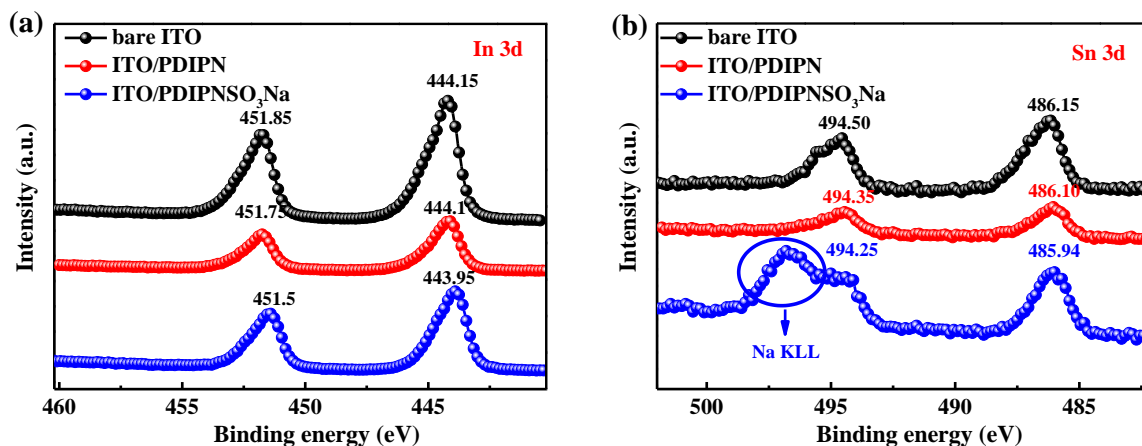 (a)
bare ITO
ITO/PDIPN
ITO/PDIPNSO₃Na
In 3d
444.15
451.85
451.75
444.1
443.95
451.5
Intensity (a.u.)
460 455 450 445
Binding energy (eV)
(b)
bare ITO
ITO/PDIPN
ITO/PDIPNSO₃Na
Sn 3d
486.15
494.50
494.35
486.10
494.25
485.94
Na KLL
Intensity (a.u.)
500 495 490 485
Binding energy (eV)